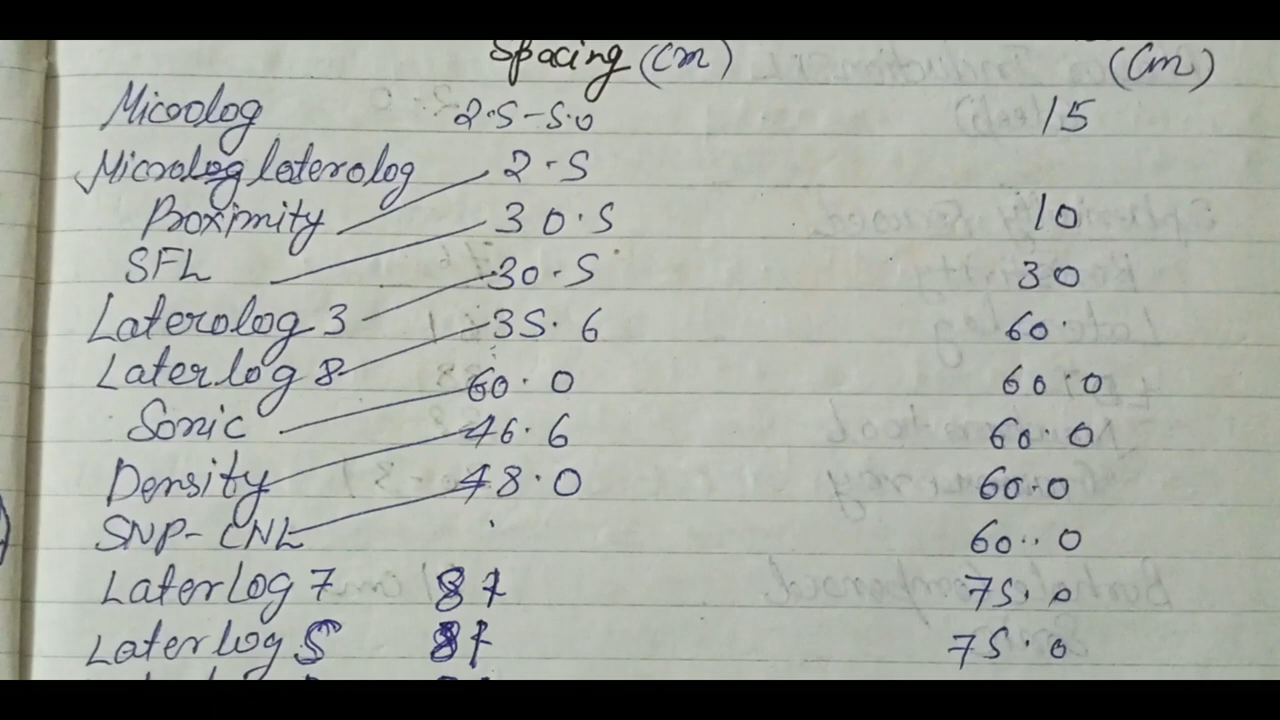 Spacing (Cm) (Cm)
Microlog 2.5-5.0 15
Microlog laterolog 2.5
Proximity 30.5 10
SFL 30.5 30
Laterolog 3 35.6 60.
Laterlog 8 60.0 60.0
Sonic 46.6 60.0
Density 48.0 60.0
SNP-CNL 60..0
Laterlog 7 87 75.0
Laterlog 5 87 75.0